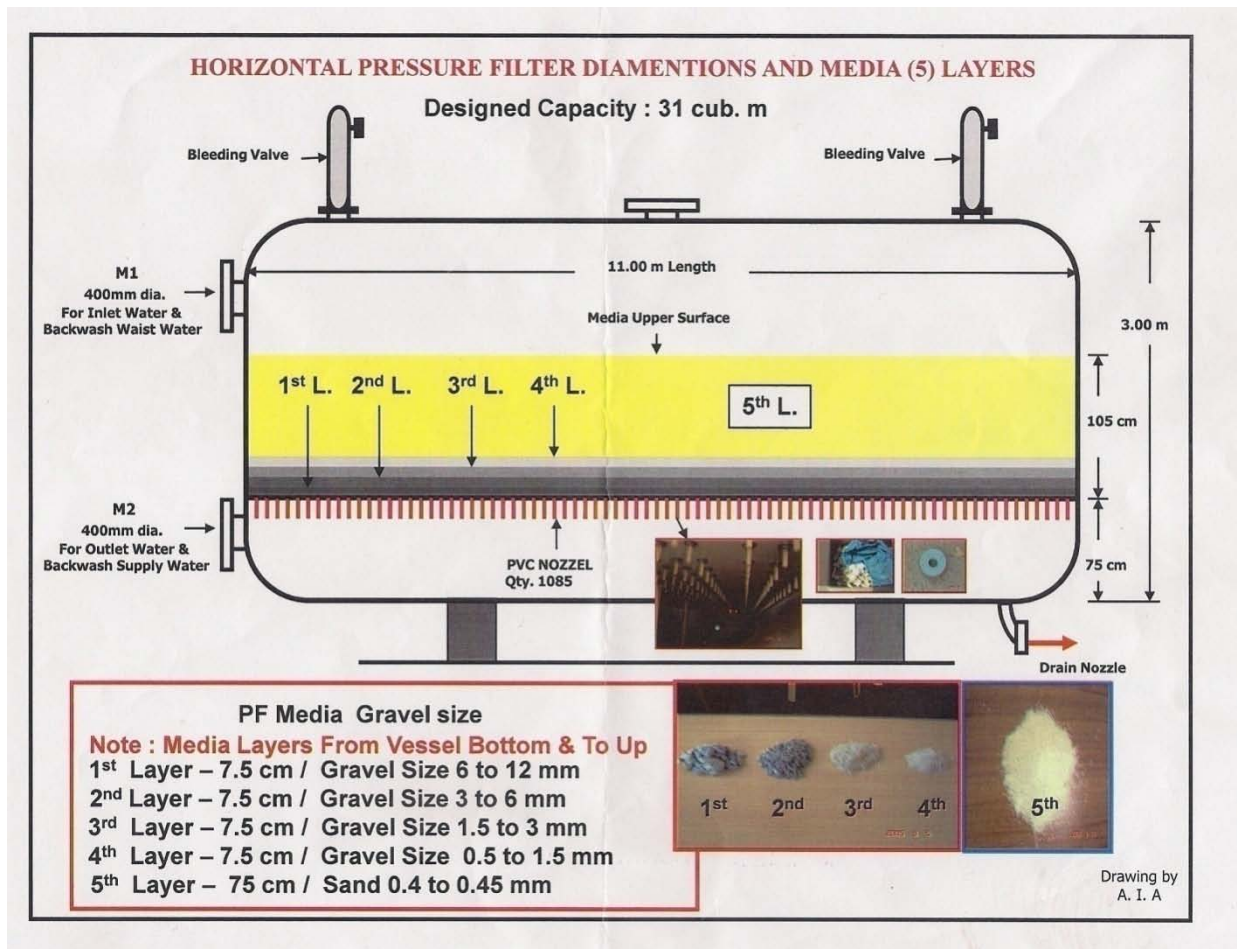 HORIZONTAL PRESSURE FILTER DIAMENTIONS AND MEDIA (5) LAYERS
Designed Capacity : 31 cub. m
Bleeding Valve
Bleeding Valve
11.00 m Length
M1
400mm dia.
For Inlet Water &
Backwash Waist Water
3.00 m
Media Upper Surface
1st L. 2nd L. 3rd L. 4th L.
5th L.
105 cm
M2
400mm dia.
For Outlet Water &
Backwash Supply Water
PVC NOZZEL
Qty. 1085
75 cm
Drain Nozzle
PF Media Gravel size
Note : Media Layers From Vessel Bottom & To Up
1st Layer – 7.5 cm / Gravel Size 6 to 12 mm
2nd Layer – 7.5 cm / Gravel Size 3 to 6 mm
3rd Layer – 7.5 cm / Gravel Size 1.5 to 3 mm
4th Layer – 7.5 cm / Gravel Size 0.5 to 1.5 mm
5th Layer – 75 cm / Sand 0.4 to 0.45 mm
1st 2nd 3rd 4th
5th
Drawing by
A. I. A